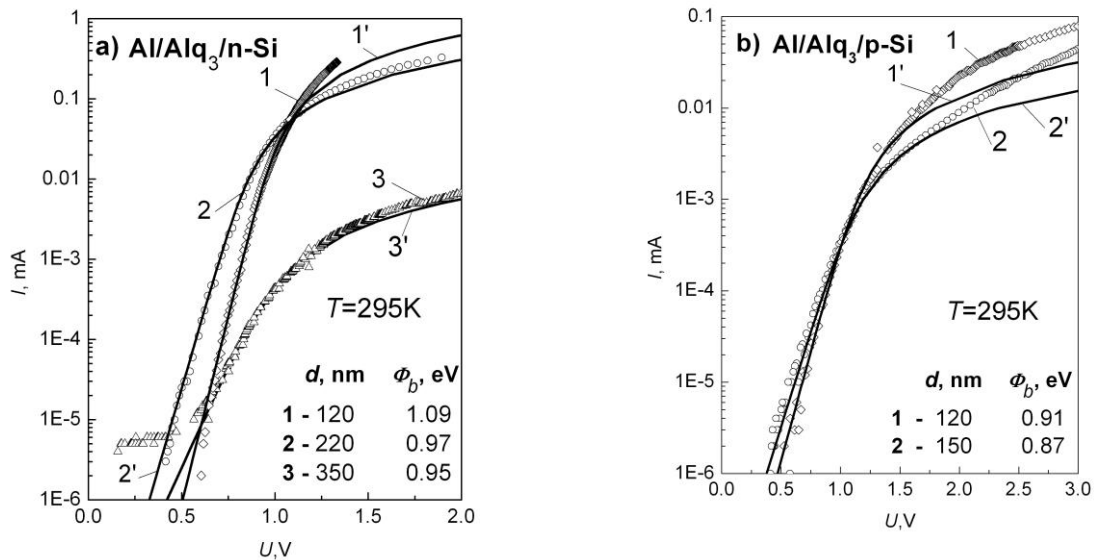 a) Al/Alq₃/n-Si
1
0.1
0.01
1E-3
1E-4
1E-5
1E-6
I, mA
1'
1
2
3
3'
2'
T=295K
d, nm Φb, eV
1 - 120 1.09
2 - 220 0.97
3 - 350 0.95
0.0 0.5 1.0 1.5 2.0
U,V
b) Al/Alq₃/p-Si
0.1
0.01
1E-3
1E-4
1E-5
1E-6
I, mA
1
1'
2
2'
T=295K
d, nm Φb, eV
1 - 120 0.91
2 - 150 0.87
0.0 0.5 1.0 1.5 2.0 2.5 3.0
U,V